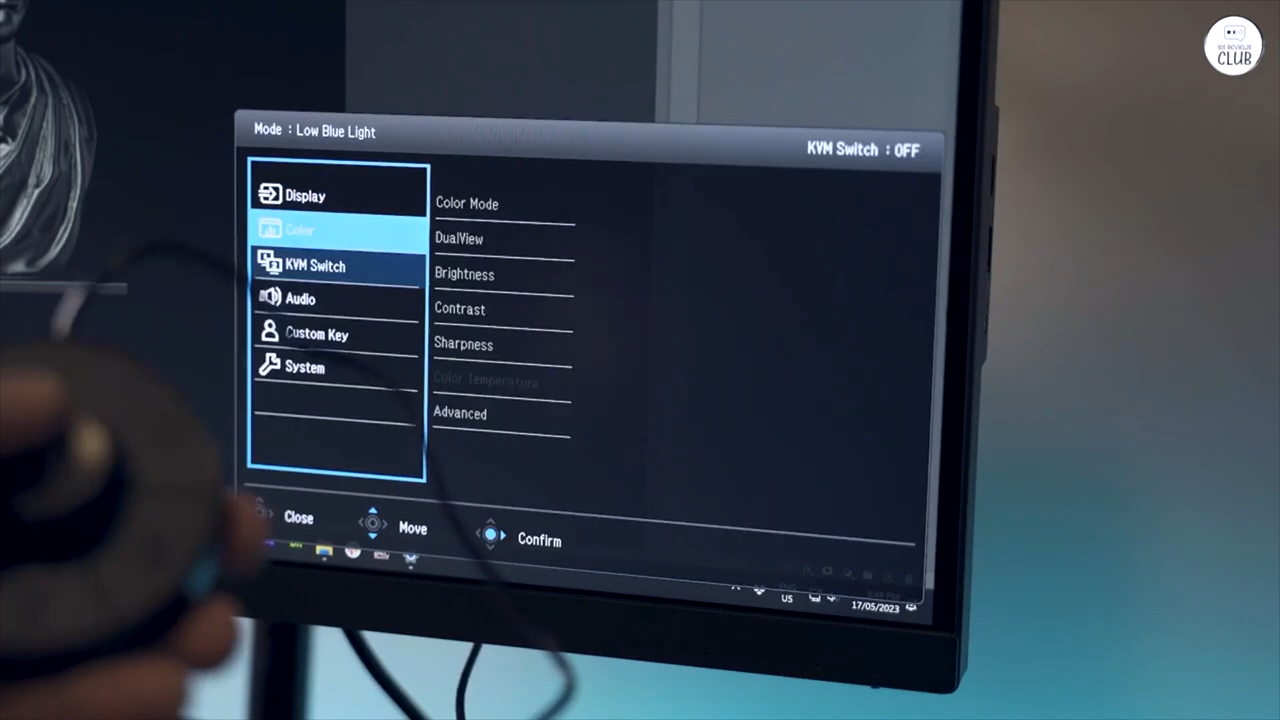 CLUB
Mode : Low Blue Light
KVM Switch : OFF
Display
Color
KVM Switch
Audio
Custom Key
System
Color Mode
DualView
Brightness
Contrast
Sharpness
Color Temperature
Advanced
Close
Move
Confirm
ENG
US
17/05/2023